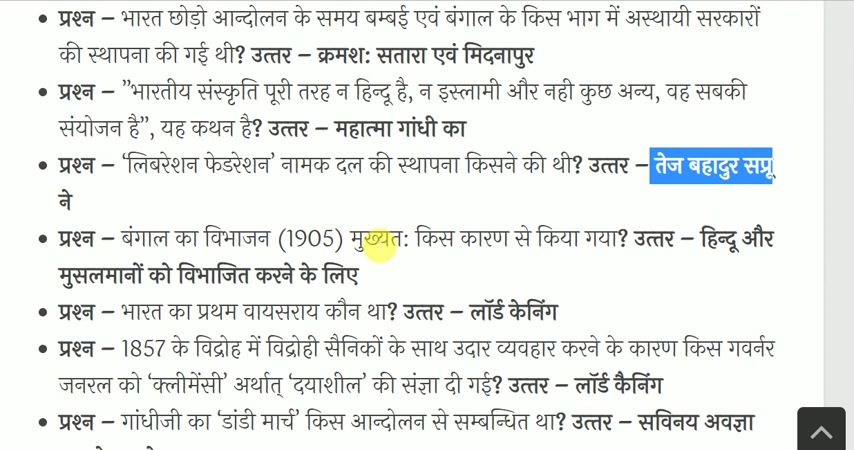 प्रश्न – भारत छोड़ो आन्दोलन के समय बम्बई एवं बंगाल के किस भाग में अस्थायी सरकारों
की स्थापना की गई थी? उत्तर – क्रमश: सतारा एवं मिदनापुर
प्रश्न – ”भारतीय संस्कृति पूरी तरह न हिन्दू है, न इस्लामी और नही कुछ अन्य, वह सबकी
संयोजन है”, यह कथन है? उत्तर – महात्मा गांधी का
प्रश्न – ‘लिबरेशन फेडरेशन’ नामक दल की स्थापना किसने की थी? उत्तर – तेज बहादुर सप्रू
ने
प्रश्न – बंगाल का विभाजन (1905) मुख्यत: किस कारण से किया गया? उत्तर – हिन्दू और
मुसलमानों को विभाजित करने के लिए
प्रश्न – भारत का प्रथम वायसराय कौन था? उत्तर – लॉर्ड केनिंग
प्रश्न – 1857 के विद्रोह में विद्रोही सैनिकों के साथ उदार व्यवहार करने के कारण किस गवर्नर
जनरल को ‘क्लीमेंसी’ अर्थात् ‘दयाशील’ की संज्ञा दी गई? उत्तर – लॉर्ड कैनिंग
प्रश्न – गांधीजी का ‘डांडी मार्च’ किस आन्दोलन से सम्बन्धित था? उत्तर – सविनय अवज्ञा